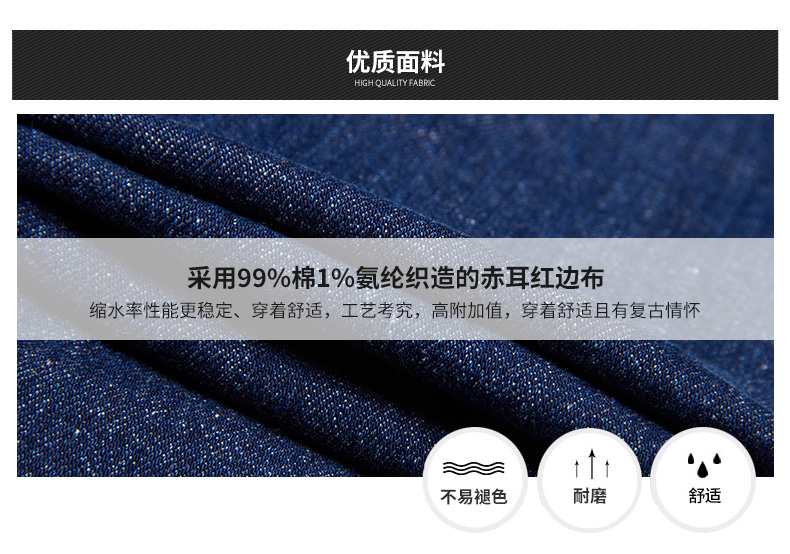 优质面料
HIGH QUALITY FABRIC
采用99%棉1%氨纶织造的赤耳红边布
缩水率性能更稳定、穿着舒适，工艺考究，高附加值，穿着舒适且有复古情怀
不易褪色
耐磨
舒适